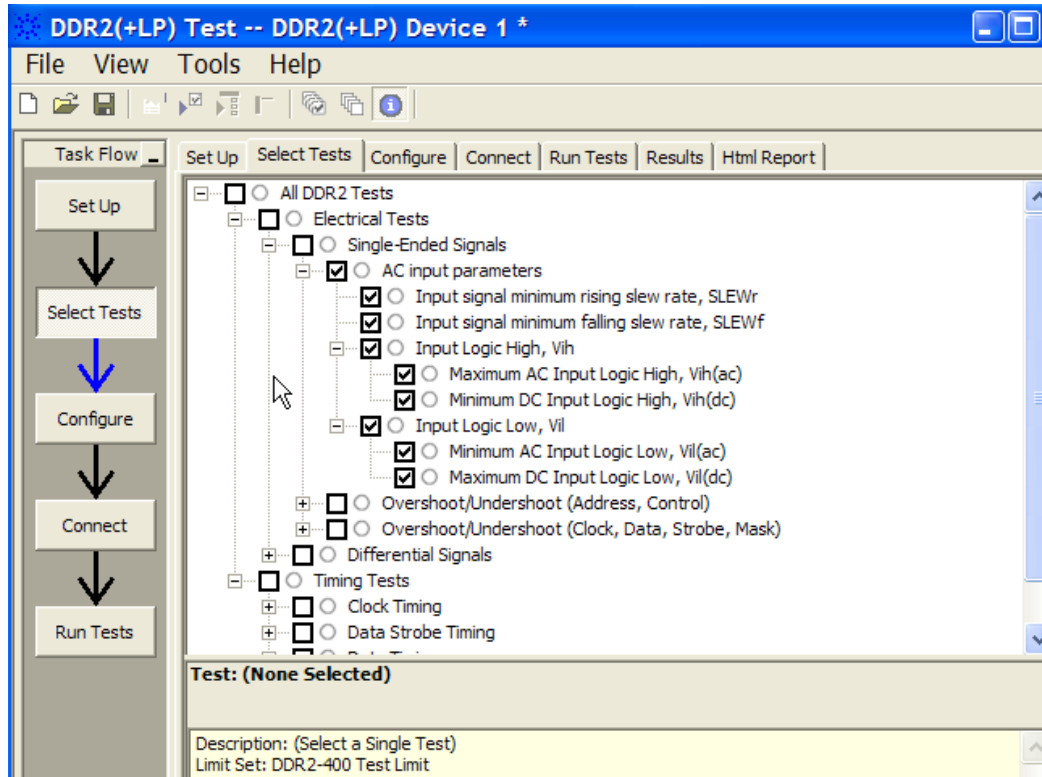 DDR2(+LP) Test -- DDR2(+LP) Device 1 *
File View Tools Help
Task Flow
Set Up Select Tests Configure Connect Run Tests Results Html Report
Set Up
Select Tests
Configure
Connect
Run Tests
All DDR2 Tests
Electrical Tests
Single-Ended Signals
AC input parameters
Input signal minimum rising slew rate, SLEWr
Input signal minimum falling slew rate, SLEWf
Input Logic High, Vih
Maximum AC Input Logic High, Vih(ac)
Minimum DC Input Logic High, Vih(dc)
Input Logic Low, Vil
Minimum AC Input Logic Low, Vil(ac)
Maximum DC Input Logic Low, Vil(dc)
Overshoot/Undershoot (Address, Control)
Overshoot/Undershoot (Clock, Data, Strobe, Mask)
Differential Signals
Timing Tests
Clock Timing
Data Strobe Timing
Test: (None Selected)
Description: (Select a Single Test)
Limit Set: DDR2-400 Test Limit